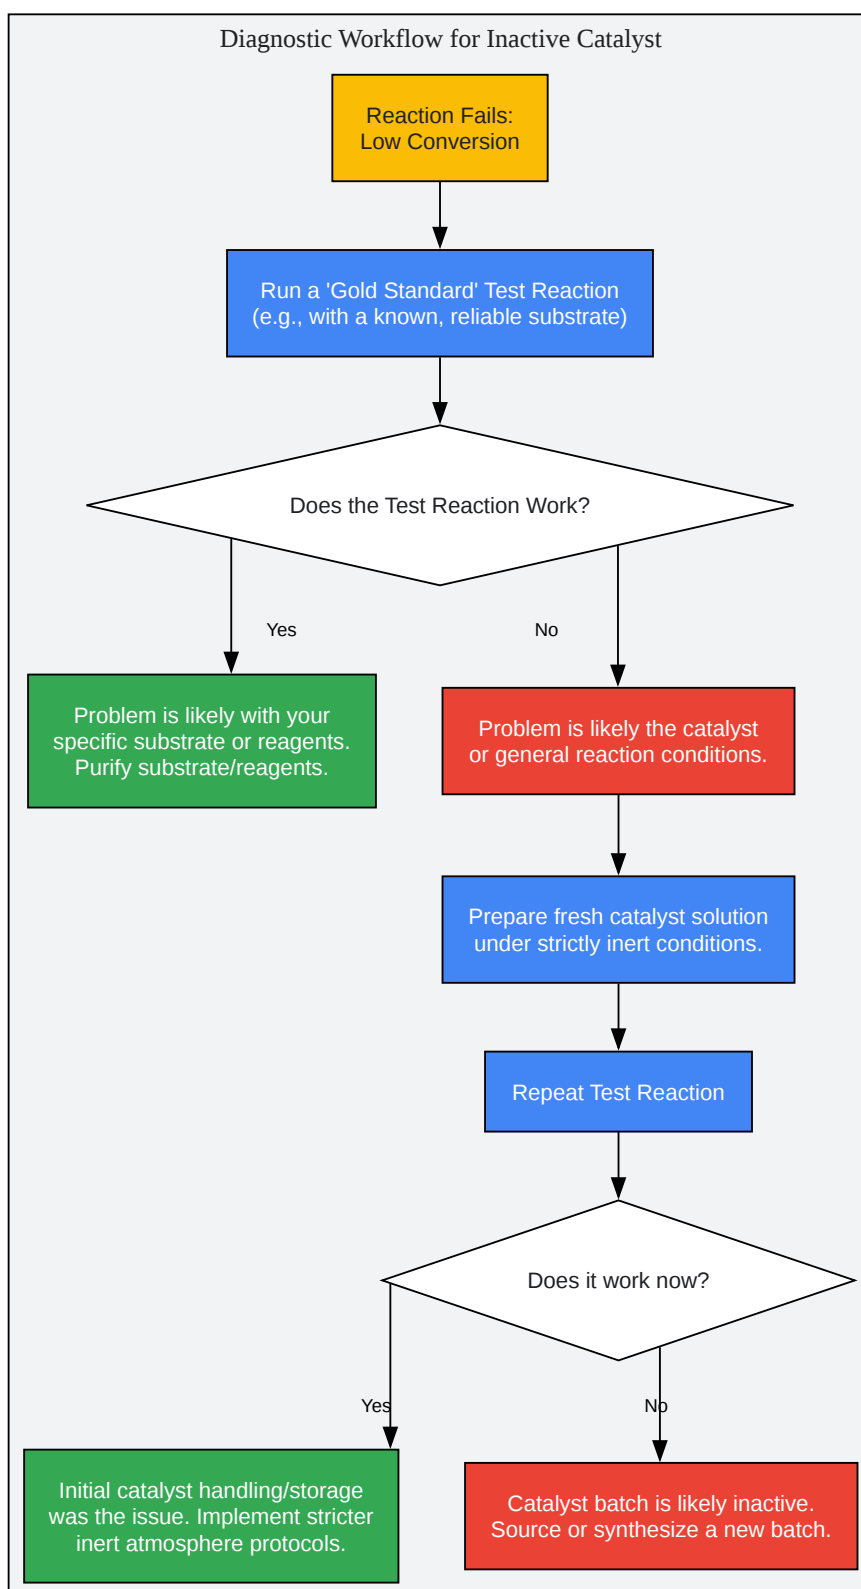 Diagnostic Workflow for Inactive Catalyst
Reaction Fails:
Low Conversion
Run a 'Gold Standard' Test Reaction
(e.g., with a known, reliable substrate)
Does the Test Reaction Work?
Yes
No
Problem is likely with your
specific substrate or reagents.
Purify substrate/reagents.
Problem is likely the catalyst
or general reaction conditions.
Prepare fresh catalyst solution
under strictly inert conditions.
Repeat Test Reaction
Does it work now?
Yes
No
Initial catalyst handling/storage
was the issue. Implement stricter
inert atmosphere protocols.
Catalyst batch is likely inactive.
Source or synthesize a new batch.